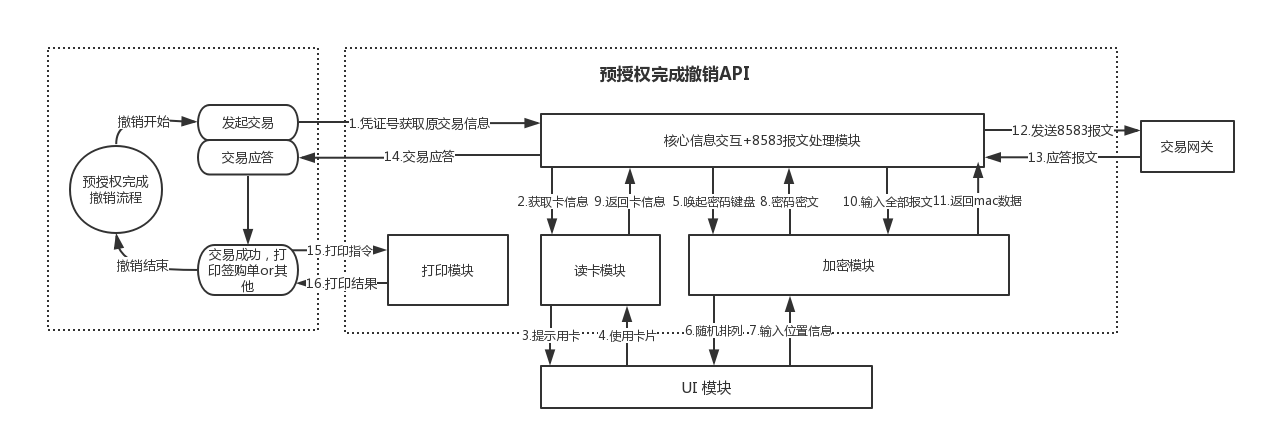 预授权完成撤销API
撤销开始
发起交易
1.凭证号获取原交易信息
核心信息交互+8583报文处理模块
12.发送8583报文
交易网关
交易应答
14.交易应答
13.应答报文
预授权完成
撤销流程
2.获取卡信息
9.返回卡信息
5.唤起密码键盘
8.密码密文
10.输入全部报文
11.返回mac数据
撤销结束
交易成功，打
印签购单or其
他
15.打印指令
16.打印结果
打印模块
读卡模块
加密模块
3.提示用卡
4.使用卡片
6.随机排列
7.输入位置信息
UI 模块